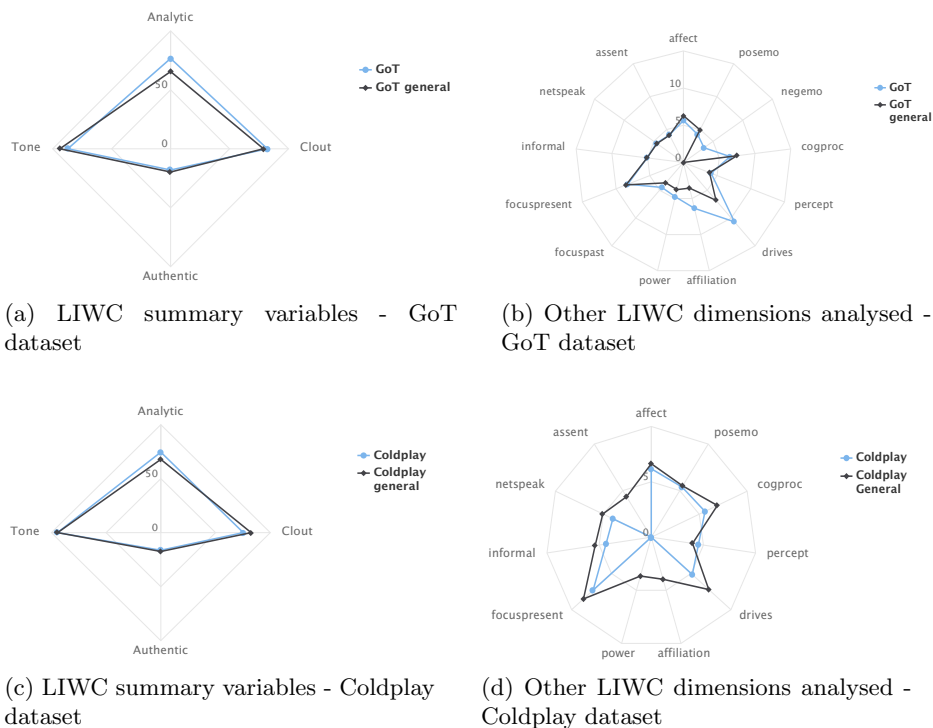 Analytic
50
0
Tone
Clout
Authentic
GoT
GoT general
(a) LIWC summary variables - GoT
dataset
affect
assent
posemo
10
netspeak
negemo
5
informal
0
cogproc
focuspresent
percept
focuspast
drives
power
affiliation
GoT
GoT
general
(b) Other LIWC dimensions analysed -
GoT dataset
Analytic
50
0
Tone
Clout
Authentic
Coldplay
Coldplay
general
(c) LIWC summary variables - Coldplay
dataset
affect
assent
posemo
netspeak
5
cogproc
informal
0
percept
focuspresent
drives
power
affiliation
Coldplay
Coldplay
General
(d) Other LIWC dimensions analysed -
Coldplay dataset